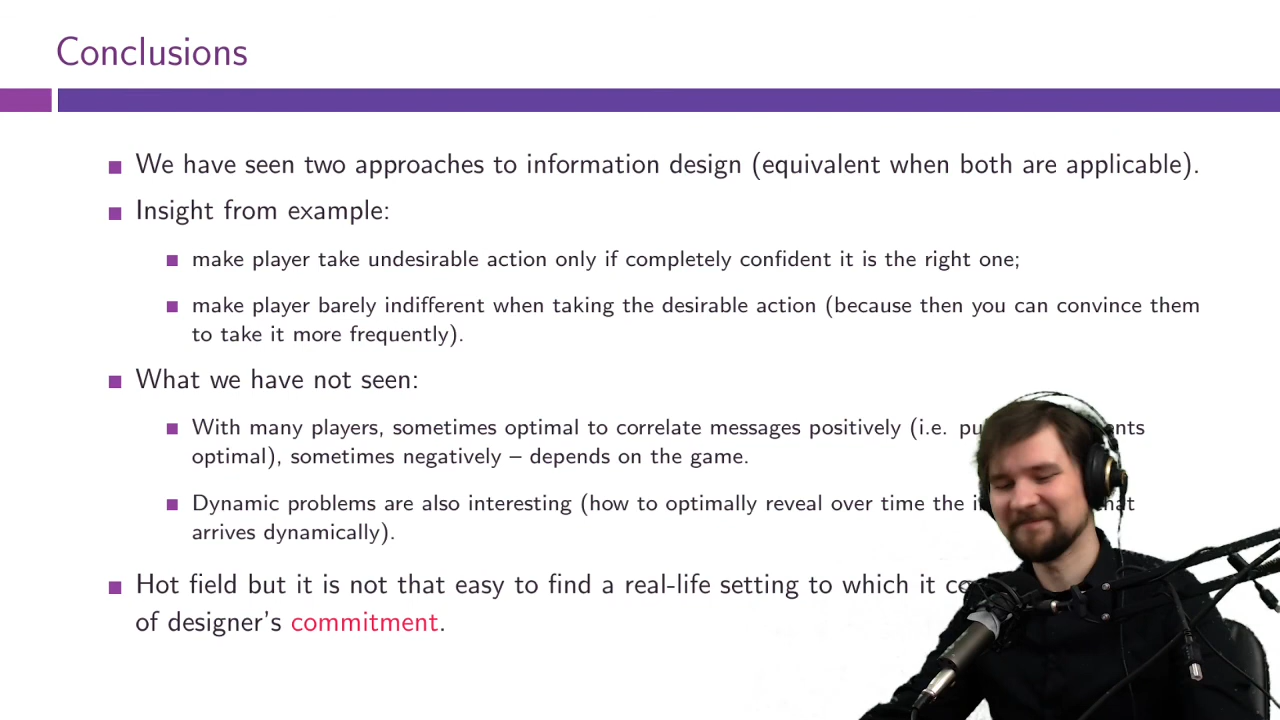 Conclusions
We have seen two approaches to information design (equivalent when both are applicable).
Insight from example:
make player take undesirable action only if completely confident it is the right one;
make player barely indifferent when taking the desirable action (because then you can convince them
to take it more frequently).
What we have not seen:
With many players, sometimes optimal to correlate messages positively (i.e.
optimal), sometimes negatively – depends on the game.
Dynamic problems are also interesting (how to optimally reveal over time the
arrives dynamically).
Hot field but it is not that easy to find a real-life setting to which it
of designer's commitment.